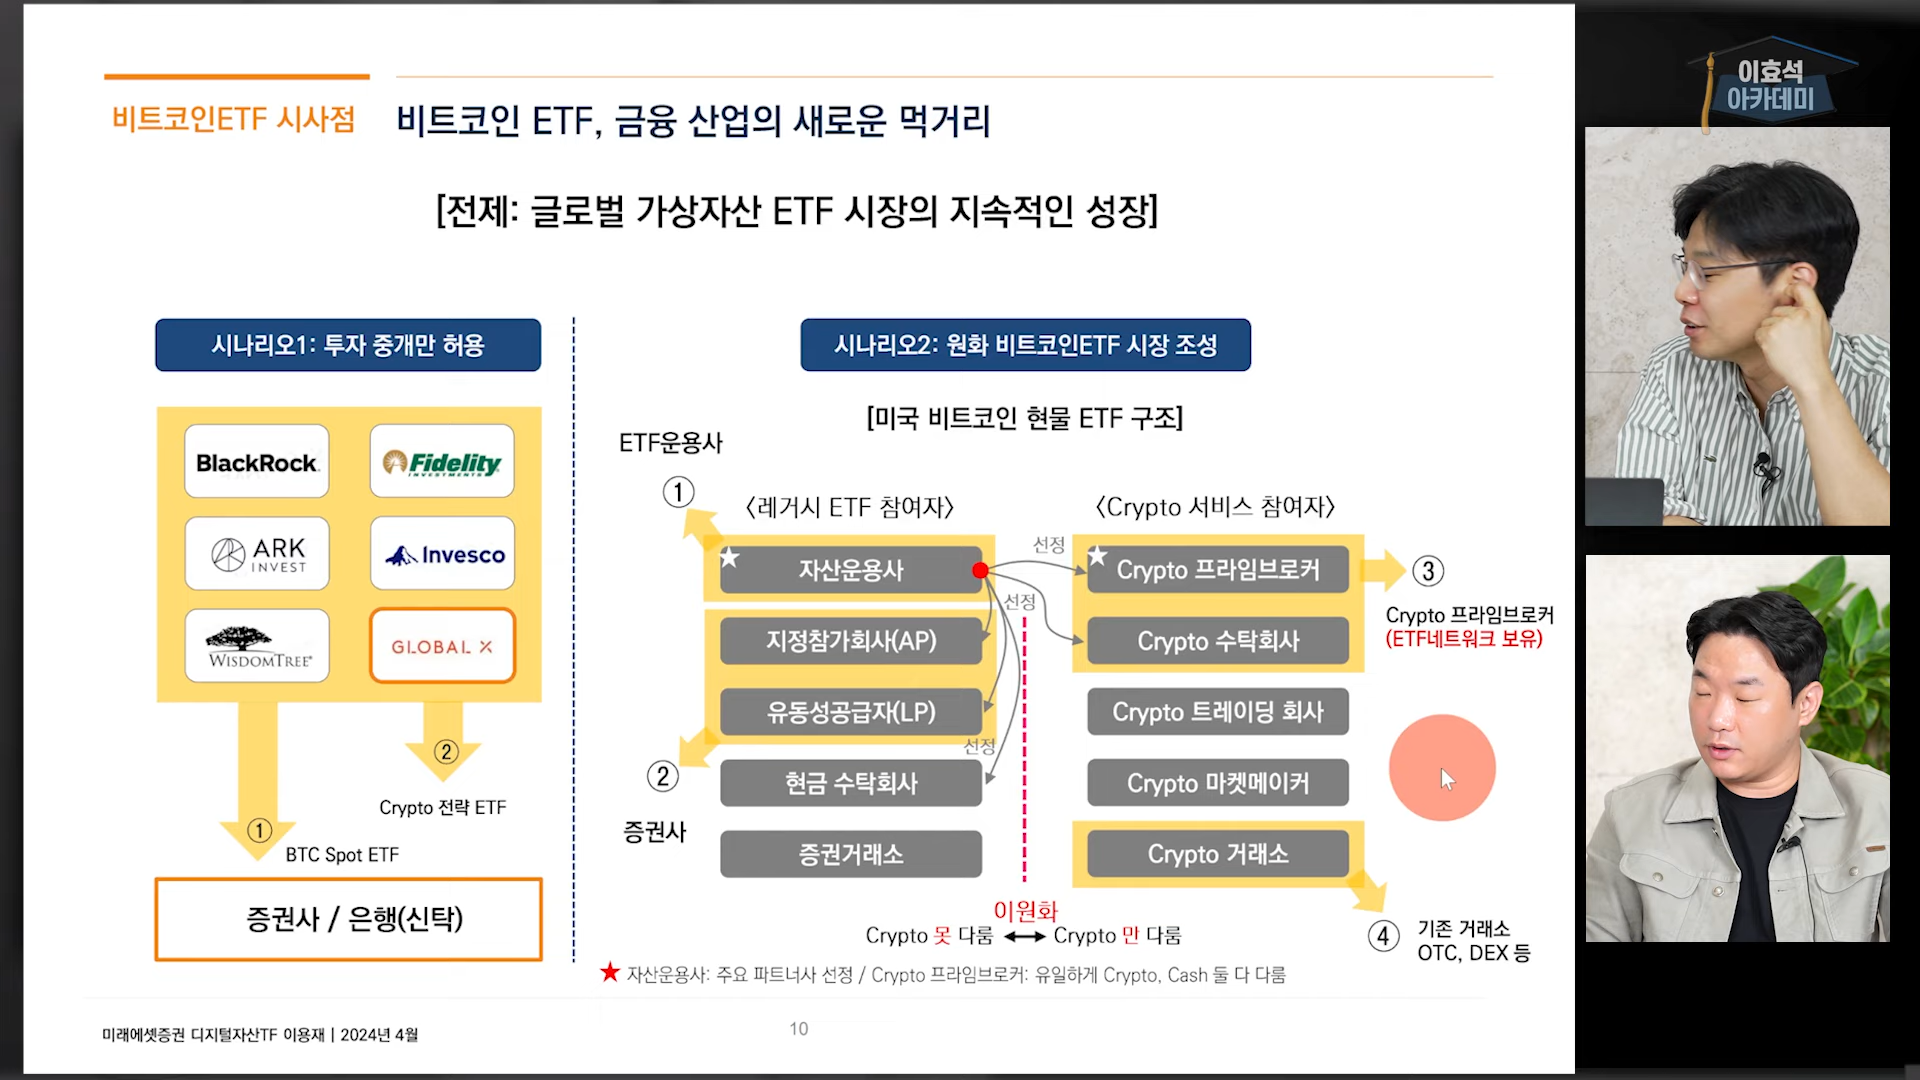 이효석
아카데미
비트코인ETF 시사점
비트코인 ETF, 금융 산업의 새로운 먹거리
[전제: 글로벌 가상자산 ETF 시장의 지속적인 성장]
시나리오1: 투자 중개만 허용
BlackRock.
Fidelity
INVESTMENTS
ARK
INVEST
Invesco
WISDOMTREE®
GLOBAL X
②
Crypto 전략 ETF
①
BTC Spot ETF
증권사 / 은행(신탁)
시나리오2: 원화 비트코인ETF 시장 조성
[미국 비트코인 현물 ETF 구조]
ETF운용사
①
〈레거시 ETF 참여자〉
〈Crypto 서비스 참여자〉
자산운용사
선정
Crypto 프라임브로커
③
Crypto 프라임브로커
(ETF네트워크 보유)
선정
지정참가회사(AP)
Crypto 수탁회사
유동성공급자(LP)
Crypto 트레이딩 회사
선정
②
증권사
현금 수탁회사
Crypto 마켓메이커
증권거래소
Crypto 거래소
④
기존 거래소
OTC, DEX 등
이원화
Crypto 못 다룸 ↔ Crypto 만 다룸
★ 자산운용사: 주요 파트너사 선정 / Crypto 프라임브로커: 유일하게 Crypto, Cash 둘 다 다룸
미래에셋증권 디지털자산TF 이용재 | 2024년 4월
10